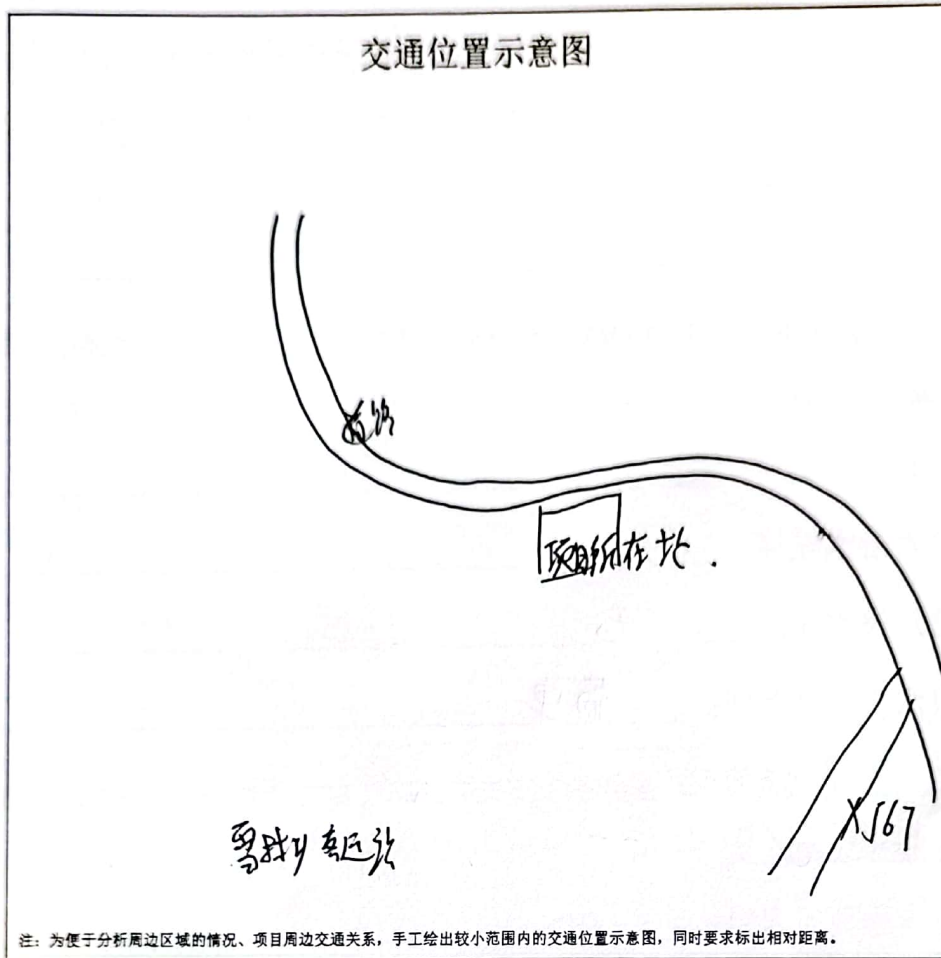 交通位置示意图
道路
项目所在地.
X567
注：为便于分析周边区域的情况、项目周边交通关系，手工绘出较小范围内的交通位置示意图，同时要求标出相对距离。